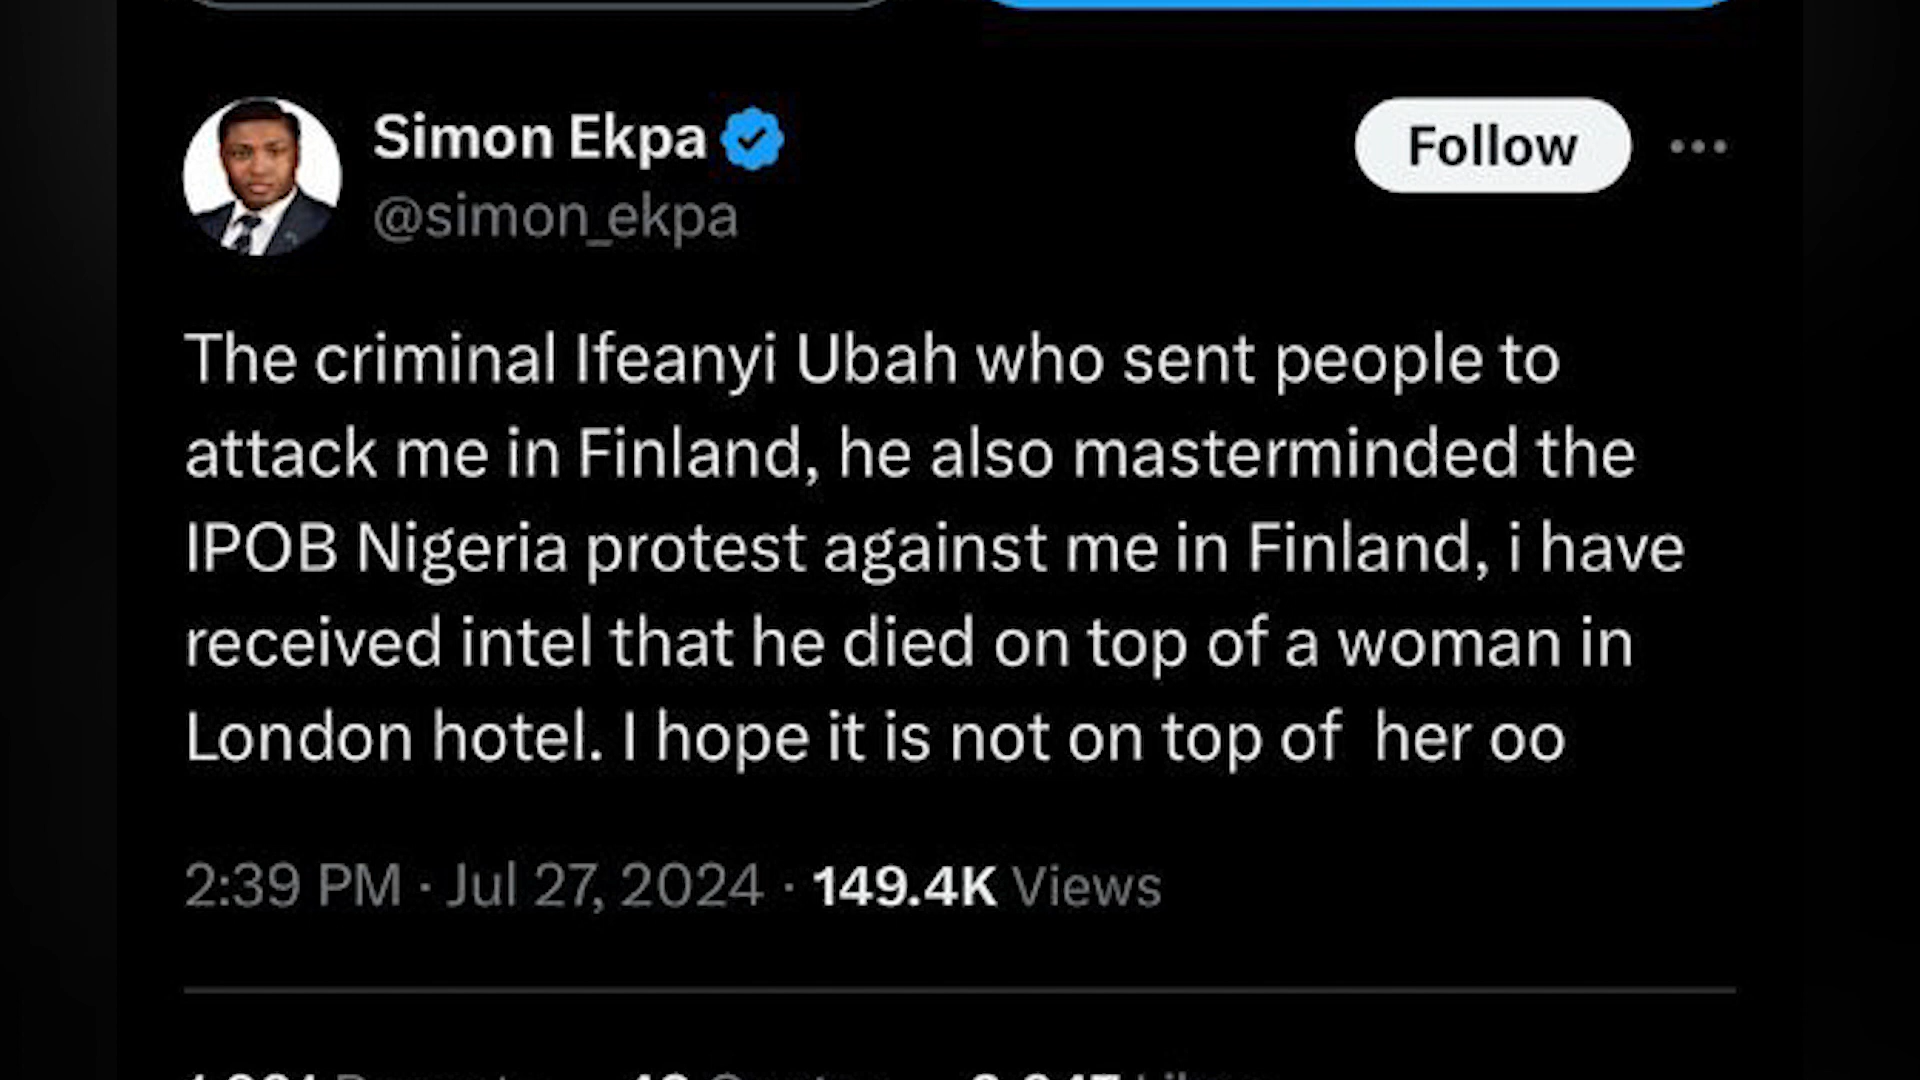 Simon Ekpa
Follow
@simon_ekpa
The criminal Ifeanyi Ubah who sent people to
attack me in Finland, he also masterminded the
IPOB Nigeria protest against me in Finland, i have
received intel that he died on top of a woman in
London hotel. I hope it is not on top of  her oo
2:39 PM · Jul 27, 2024 · 149.4K Views